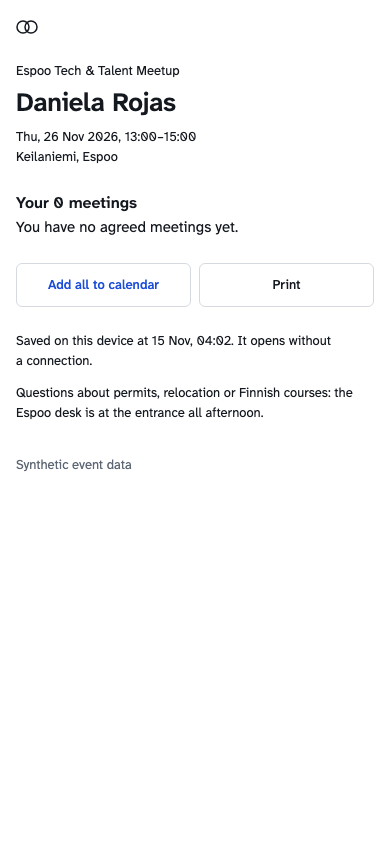 Espoo Tech & Talent Meetup
Daniela Rojas
Thu, 26 Nov 2026, 13:00–15:00
Keilaniemi, Espoo
Your 0 meetings
You have no agreed meetings yet.
Add all to calendar
Print
Saved on this device at 15 Nov, 04:02. It opens without
a connection.
Questions about permits, relocation or Finnish courses: the
Espoo desk is at the entrance all afternoon.
Synthetic event data